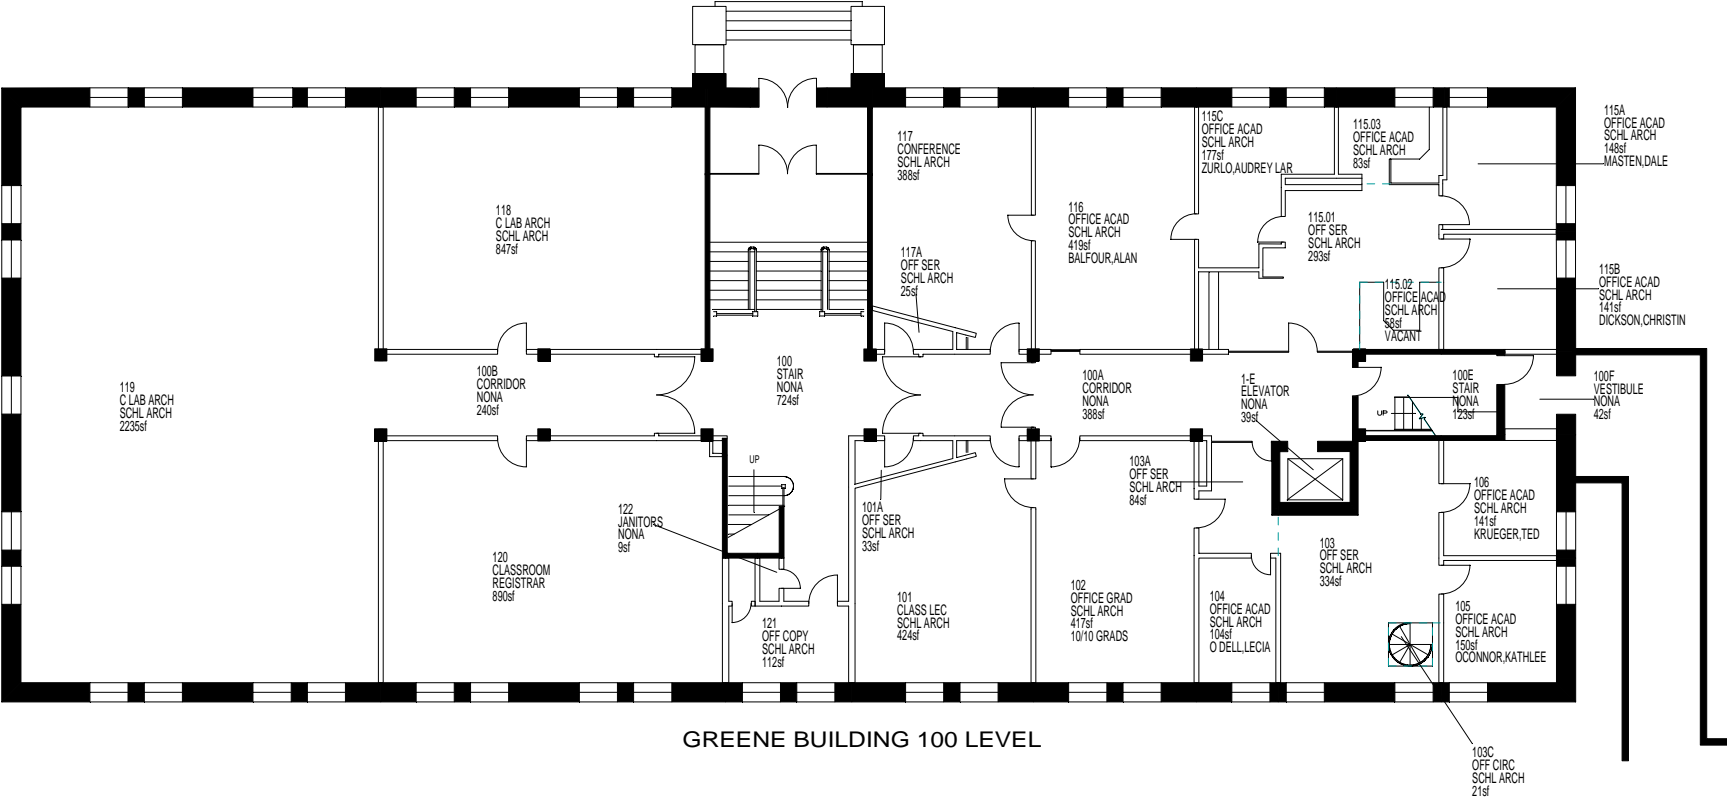 115A
OFFICE ACAD
SCHL ARCH
148sf
MASTEN,DALE
115C
OFFICE ACAD
SCHL ARCH
177sf
ZURLO,AUDREY LAR
115.03
OFFICE ACAD
SCHL ARCH
83sf
117
CONFERENCE
SCHL ARCH
388sf
118
C LAB ARCH
SCHL ARCH
847sf
116
OFFICE ACAD
SCHL ARCH
419sf
BALFOUR,ALAN
115.01
OFF SER
SCHL ARCH
293sf
117A
OFF SER
SCHL ARCH
25sf
115B
OFFICE ACAD
SCHL ARCH
141sf
DICKSON,CHRISTIN
115.02
OFFICE ACAD
SCHL ARCH
58sf
VACANT
119
C LAB ARCH
SCHL ARCH
2235sf
100B
CORRIDOR
NONA
240sf
100
STAIR
NONA
724sf
100A
CORRIDOR
NONA
388sf
1-E
ELEVATOR
NONA
39sf
100E
STAIR
NONA
123sf
UP
100F
VESTIBULE
NONA
42sf
UP
103A
OFF SER
SCHL ARCH
84sf
106
OFFICE ACAD
SCHL ARCH
141sf
KRUEGER,TED
122
JANITORS
NONA
9sf
101A
OFF SER
SCHL ARCH
33sf
120
CLASSROOM
REGISTRAR
890sf
103
OFF SER
SCHL ARCH
334sf
101
CLASS LEC
SCHL ARCH
424sf
102
OFFICE GRAD
SCHL ARCH
417sf
10/10 GRADS
104
OFFICE ACAD
SCHL ARCH
104sf
O DELL,LECIA
105
OFFICE ACAD
SCHL ARCH
150sf
OCONNOR,KATHLEE
121
OFF COPY
SCHL ARCH
112sf
GREENE BUILDING 100 LEVEL
103C
OFF CIRC
SCHL ARCH
21sf